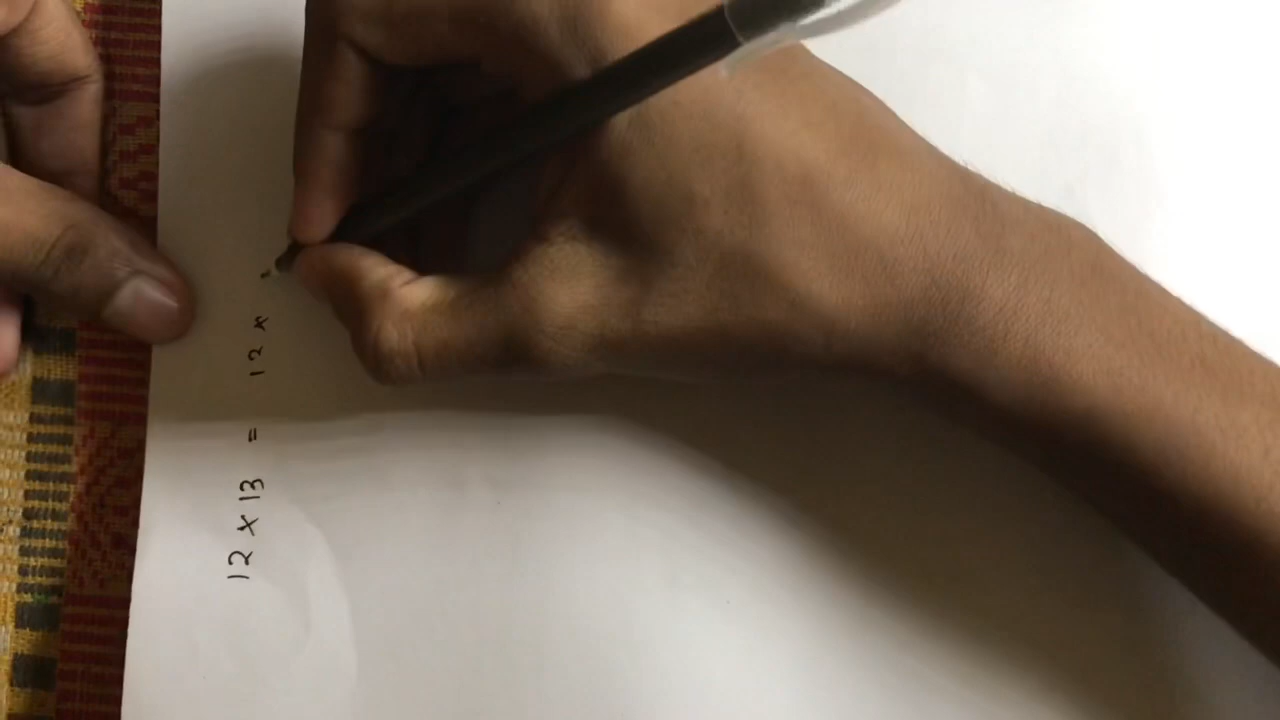 12 × 13 = 12 ×